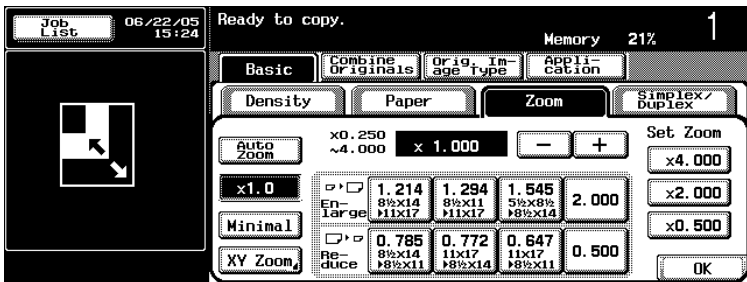 Job
List
06/22/05
15:24
Ready to copy.
Memory 21%
1
Basic
Combine
Originals
Orig. Im-
age Type
Appli-
cation
Density
Paper
Zoom
Simplex/
Duplex
Auto
Zoom
x0.250
~4.000
x 1.000
−
+
Set Zoom
x4.000
x1.0
En-
large
1.214
8½x14
▸11x17
1.294
8½x11
▸11x17
1.545
5½x8½
▸8½x14
2.000
x2.000
Minimal
x0.500
XY Zoom
Re-
duce
0.785
8½x14
▸8½x11
0.772
11x17
▸8½x14
0.647
11x17
▸8½x11
0.500
OK